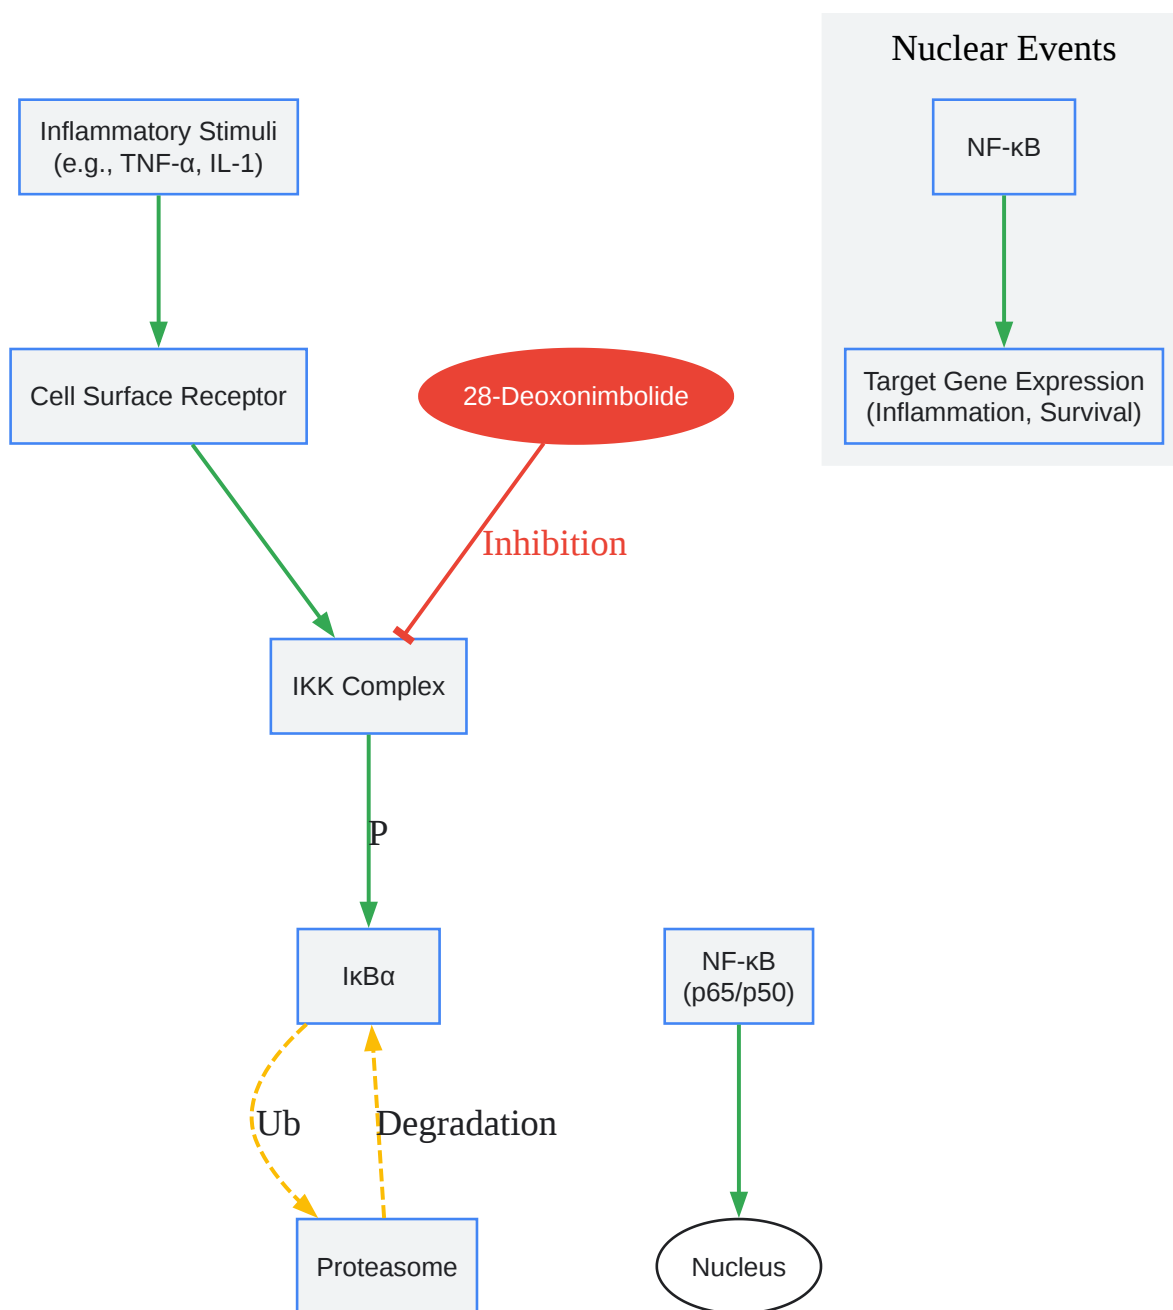 Nuclear Events
Inflammatory Stimuli
(e.g., TNF-α, IL-1)
NF-κB
Cell Surface Receptor
28-Deoxonimbolide
Target Gene Expression
(Inflammation, Survival)
Inhibition
IKK Complex
P
IκBα
NF-κB
(p65/p50)
Ub
Degradation
Proteasome
Nucleus